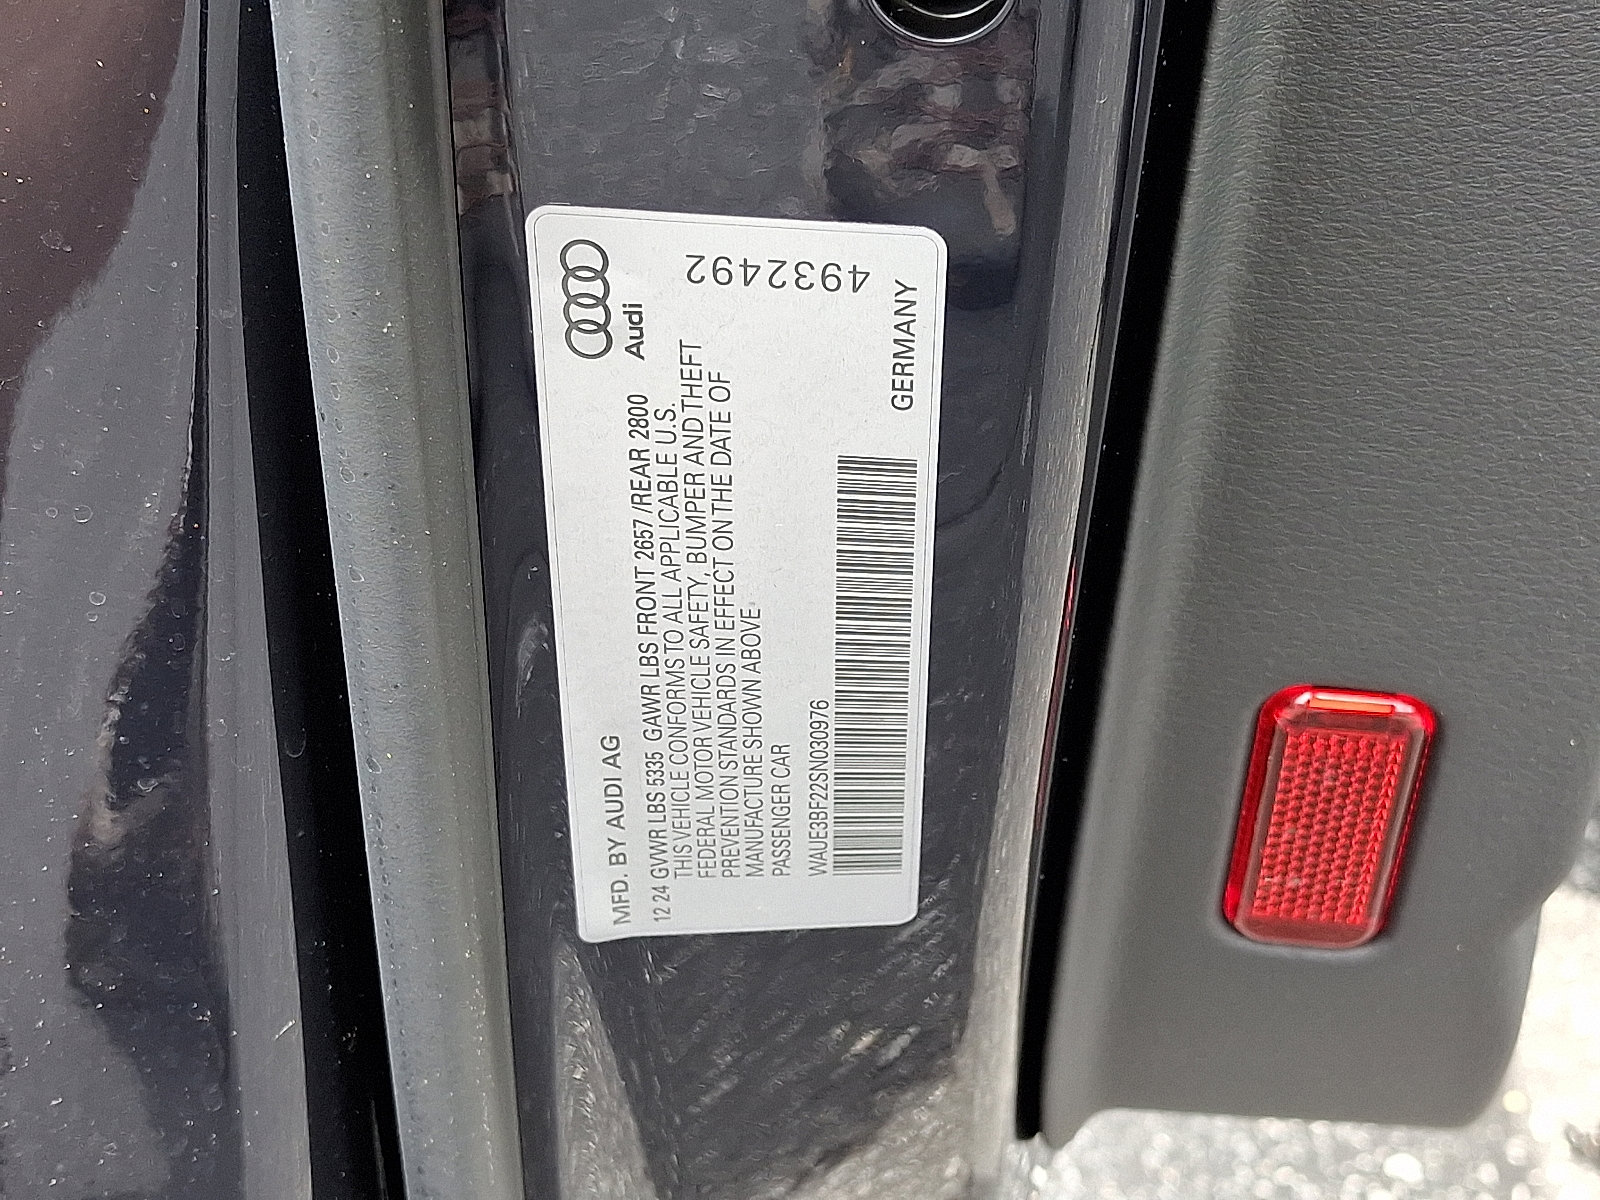 MFD. BY AUDI AG
Audi
12 24 GVWR LBS 5335 GAWR LBS FRONT 2657 /REAR 2800
THIS VEHICLE CONFORMS TO ALL APPLICABLE U.S.
FEDERAL MOTOR VEHICLE SAFETY, BUMPER AND THEFT
PREVENTION STANDARDS IN EFFECT ON THE DATE OF
MANUFACTURE SHOWN ABOVE.
PASSENGER CAR
4932492
WAUE3BF22SN030976
GERMANY